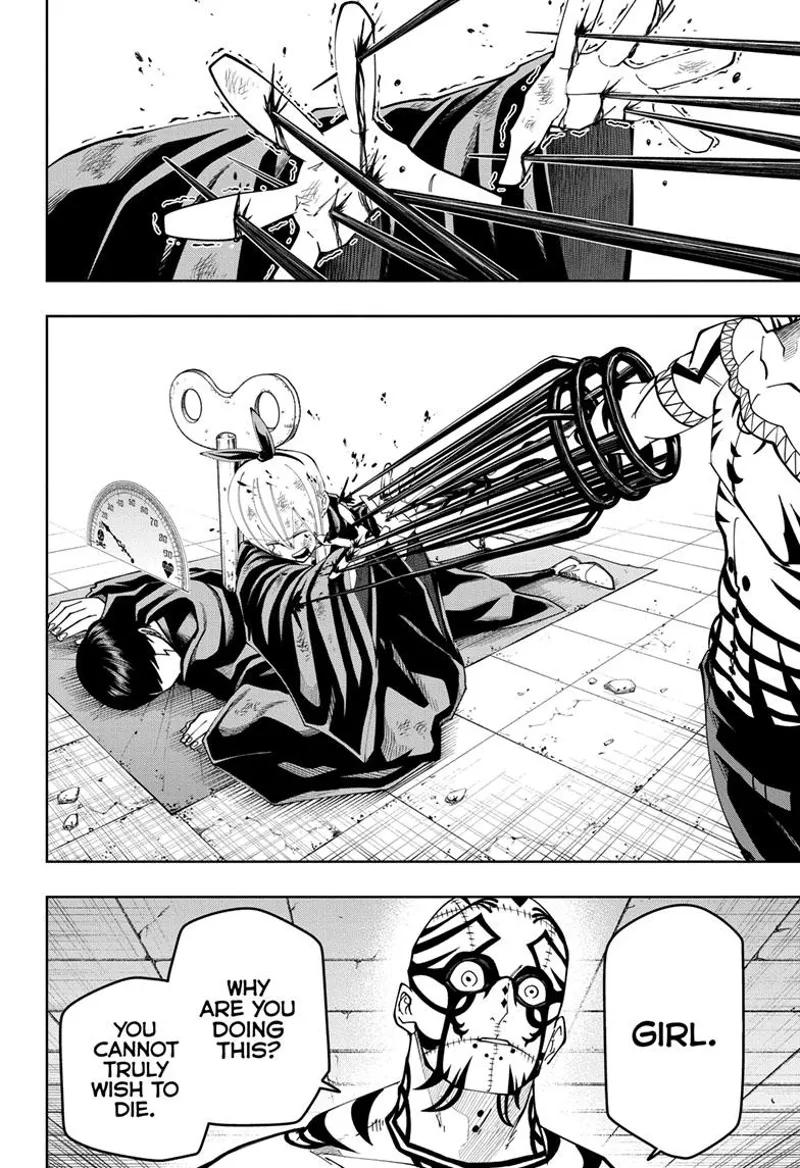 GIRL.
WHY
ARE YOU
DOING
THIS?
YOU
CANNOT
TRULY
WISH TO
DIE.